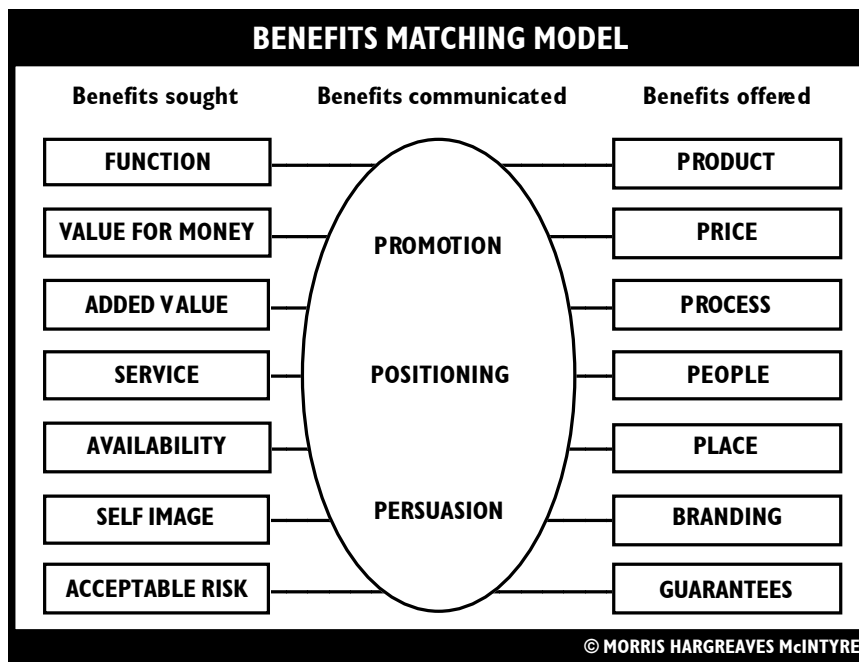 BENEFITS MATCHING MODEL
Benefits sought Benefits communicated Benefits offered
FUNCTION PRODUCT
VALUE FOR MONEY PROMOTION PRICE
ADDED VALUE PROCESS
SERVICE POSITIONING PEOPLE
AVAILABILITY PLACE
SELF IMAGE PERSUASION BRANDING
ACCEPTABLE RISK GUARANTEES
© MORRIS HARGREAVES McINTYRE